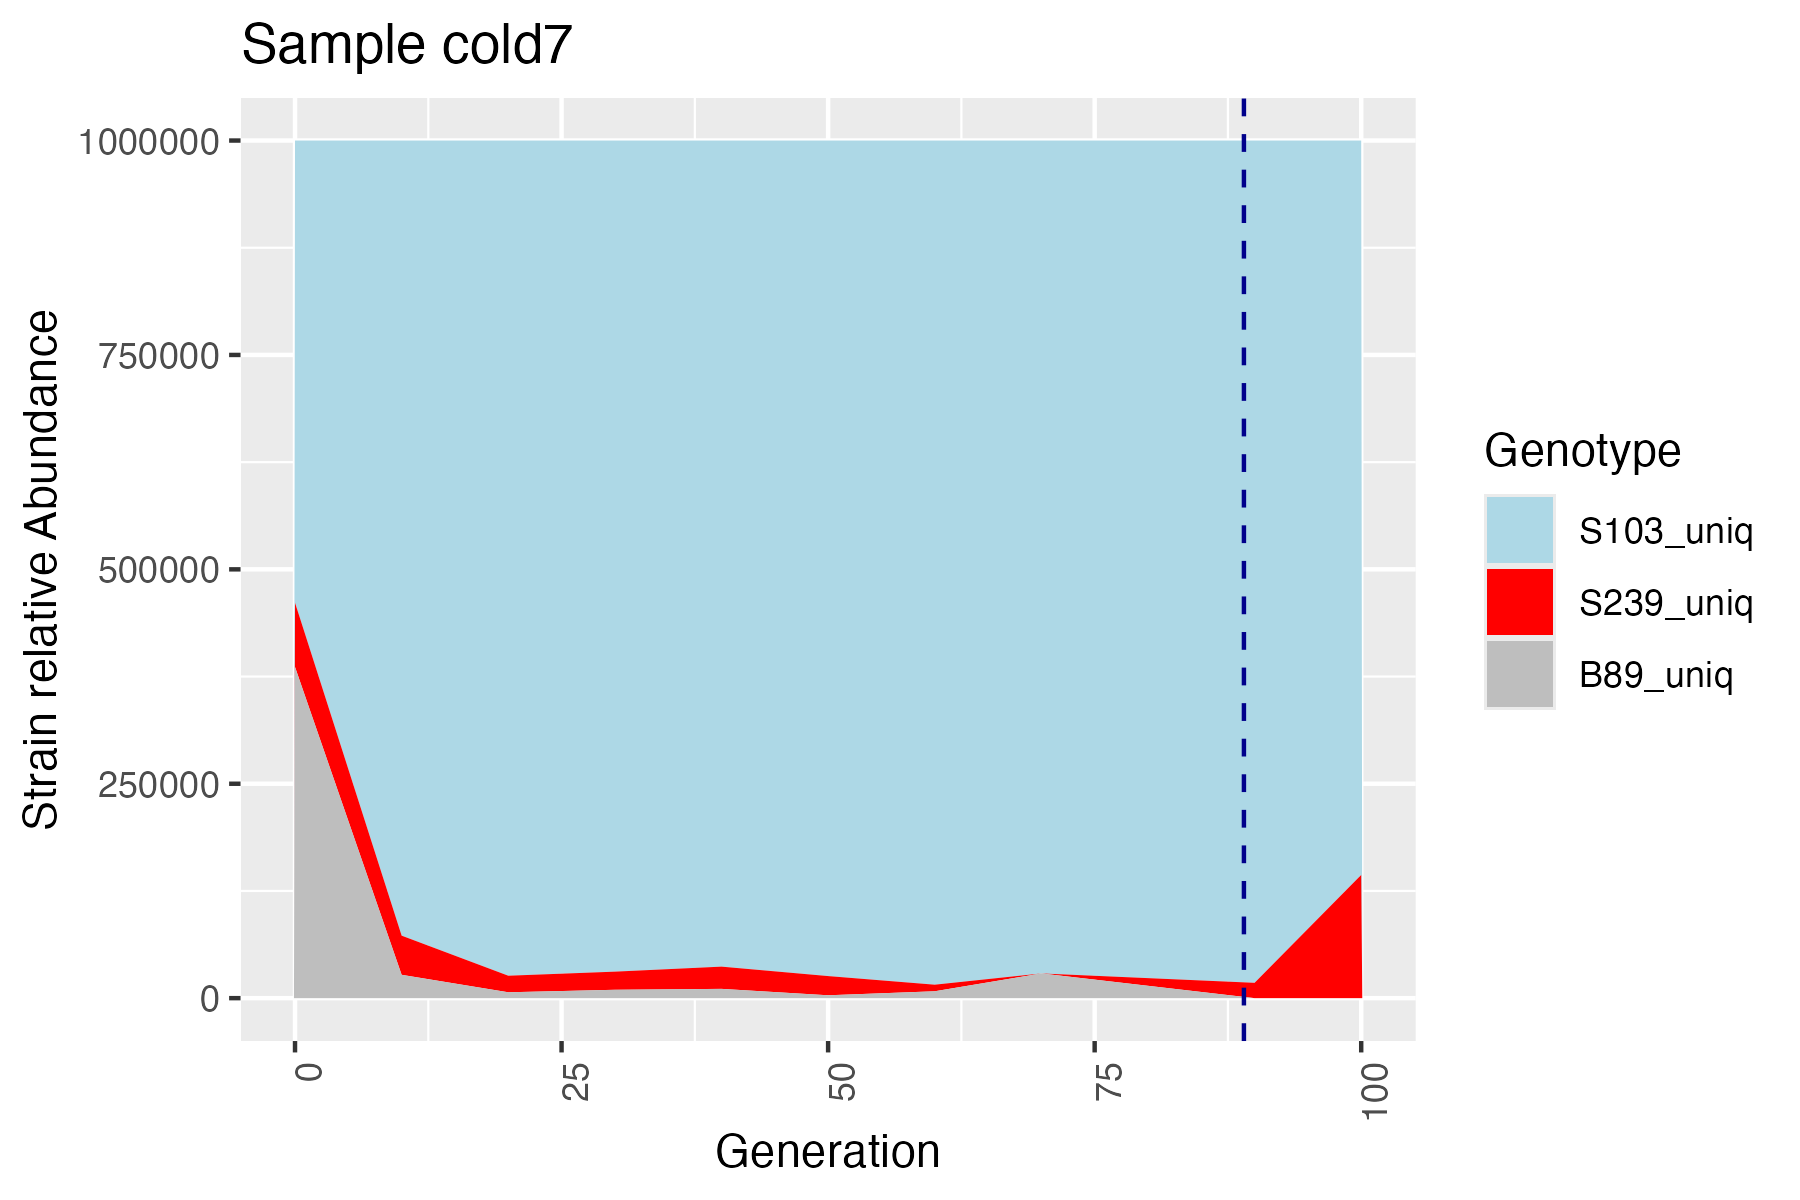 Sample cold7
1000000
750000
500000
250000
0
Strain relative Abundance
0
25
50
75
100
Generation
Genotype
S103_uniq
S239_uniq
B89_uniq